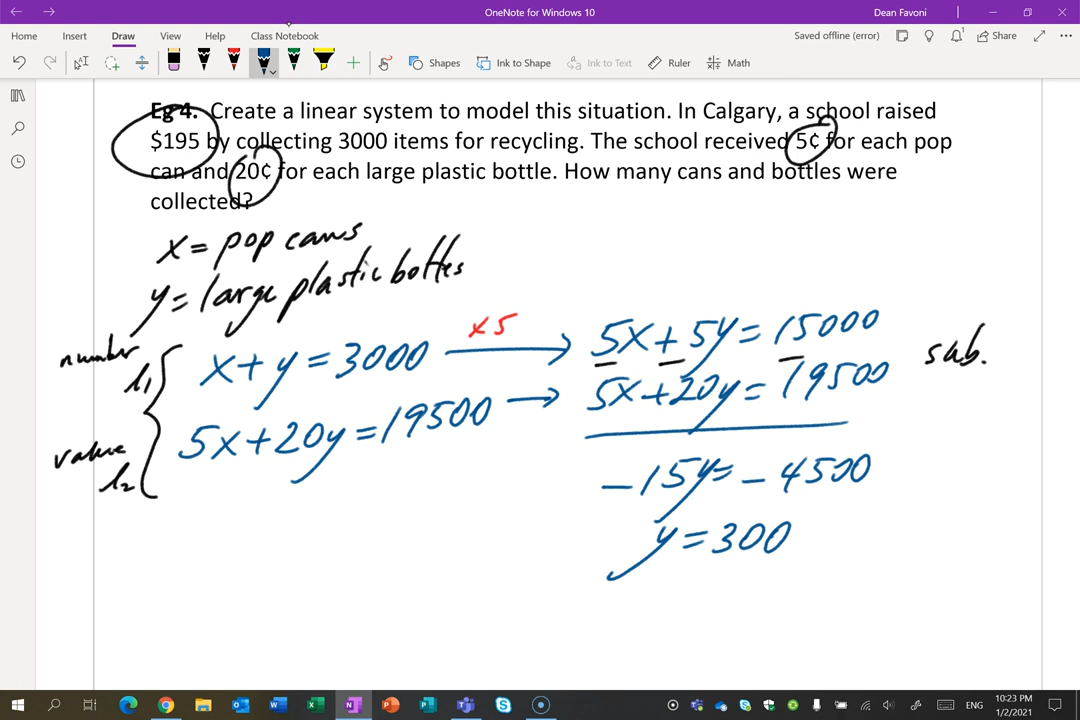 OneNote for Windows 10
Dean Favoni
Home Insert Draw View Help Class Notebook
Saved offline (error) Share
Shapes Ink to Shape Ink to Text Ruler Math
Eg 4. Create a linear system to model this situation. In Calgary, a school raised
$195 by collecting 3000 items for recycling. The school received 5¢ for each pop
can and 20¢ for each large plastic bottle. How many cans and bottles were
collected?
x = pop cans
y = large plastic bottes
number
l₁
x + y = 3000
x5
5x + 5y = 15000
sub.
value
l₂
5x + 20y = 19500
5x + 20y = 19500
- 15y = - 4500
y = 300
ENG
10:23 PM
1/2/2021